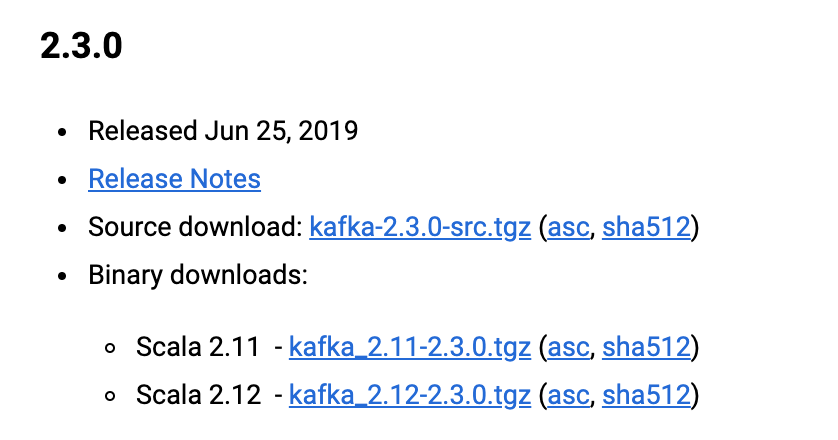 2.3.0
• Released Jun 25, 2019
• Release Notes
• Source download: kafka-2.3.0-src.tgz (asc, sha512)
• Binary downloads:
◦ Scala 2.11  - kafka_2.11-2.3.0.tgz (asc, sha512)
◦ Scala 2.12  - kafka_2.12-2.3.0.tgz (asc, sha512)